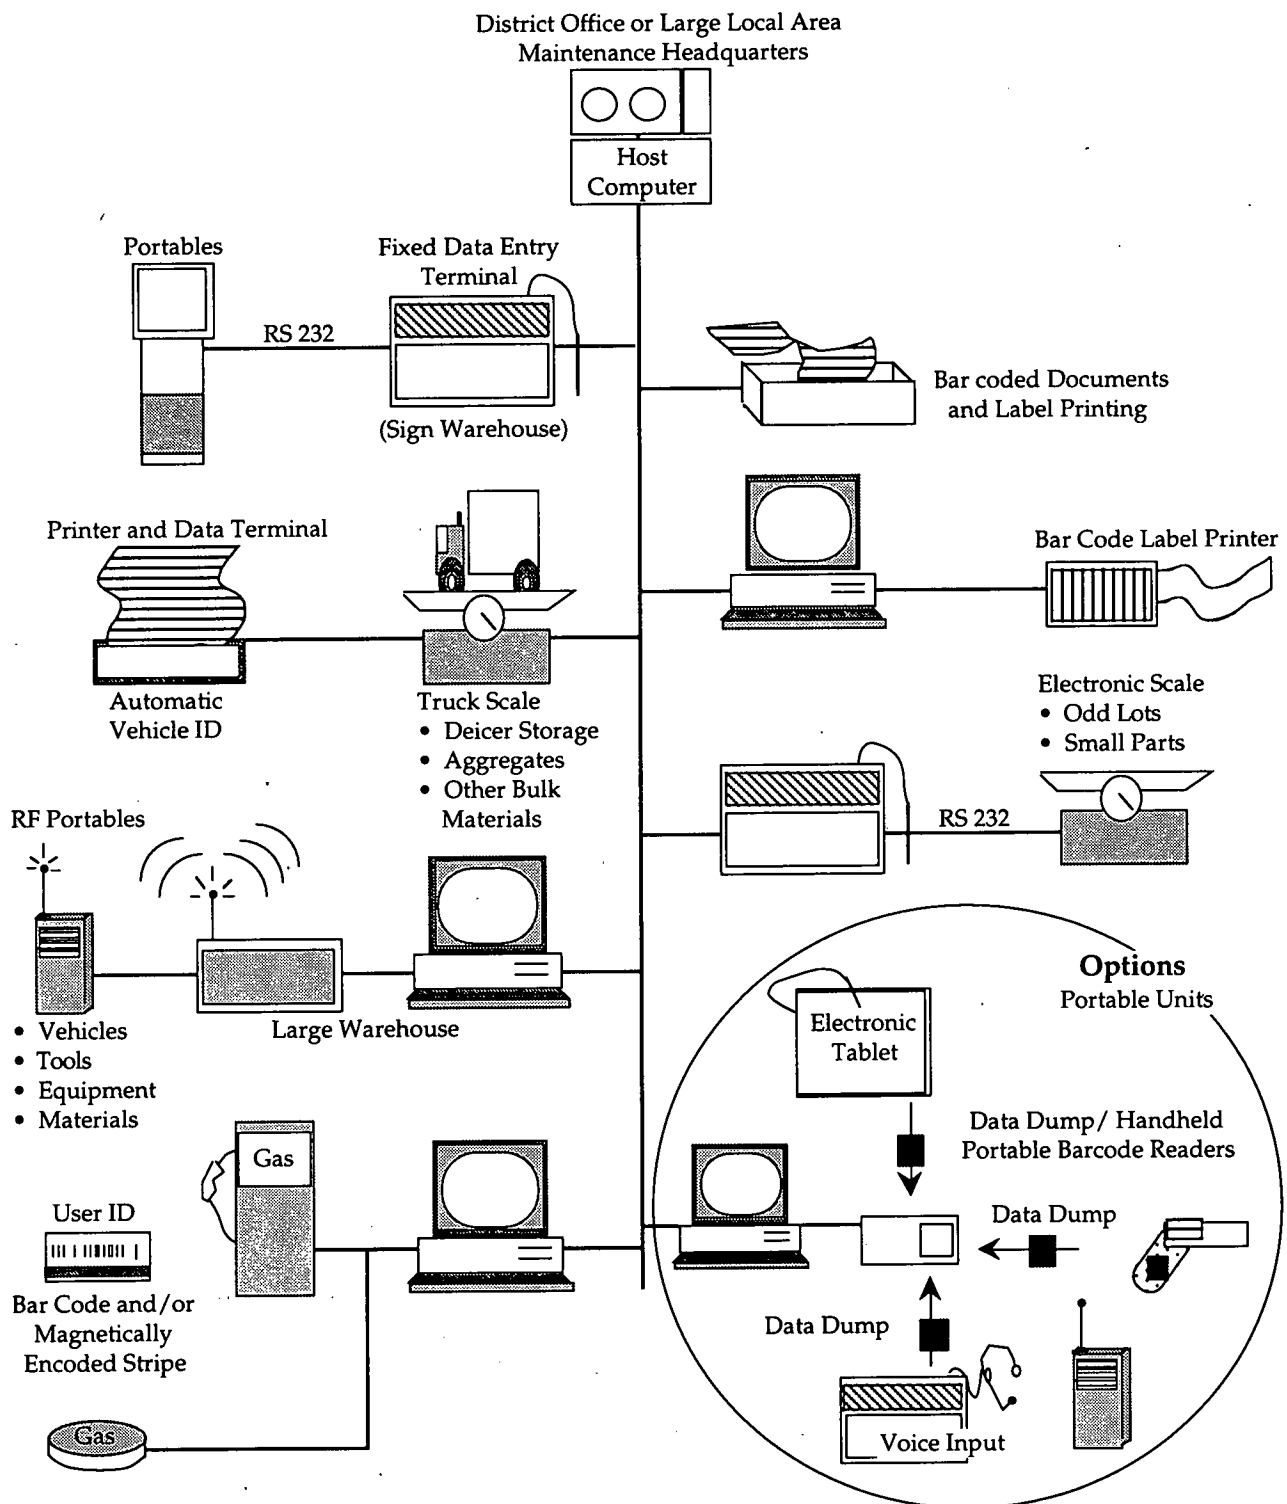 District Office or Large Local Area
Maintenance Headquarters
Host
Computer
Portables
RS 232
Fixed Data Entry
Terminal
(Sign Warehouse)
Bar coded Documents
and Label Printing
Printer and Data Terminal
Automatic
Vehicle ID
Truck Scale
• Deicer Storage
• Aggregates
• Other Bulk
Materials
Bar Code Label Printer
Electronic Scale
• Odd Lots
• Small Parts
RS 232
RF Portables
• Vehicles
• Tools
• Equipment
• Materials
Large Warehouse
Options
Portable Units
Electronic
Tablet
Data Dump/ Handheld
Portable Barcode Readers
Data Dump
Data Dump
Voice Input
Gas
User ID
Bar Code and/or
Magnetically
Encoded Stripe
Gas